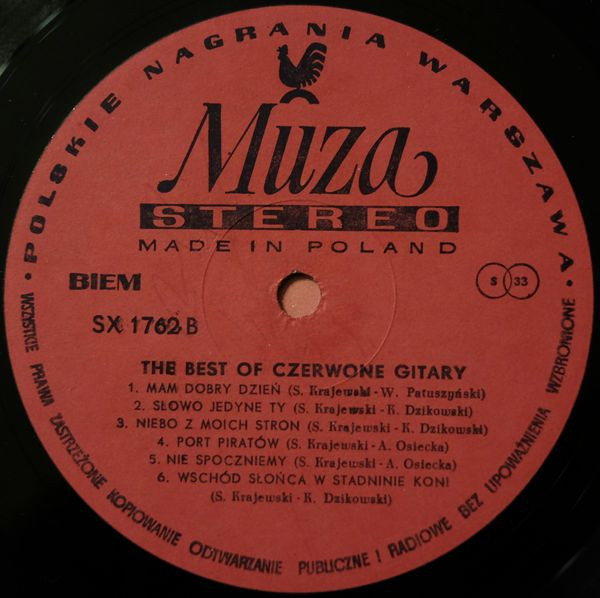 • POLSKIE NAGRANIA WARSZAWA •
Muza
STEREO
MADE IN POLAND
BIEM
S 33
SX 1762 B
THE BEST OF CZERWONE GITARY
1. MAM DOBRY DZIEŃ (S. Krajewski - W. Patuszyński)
2. SŁOWO JEDYNE TY (S. Krajewski - K. Dzikowski)
3. NIEBO Z MOICH STRON (S. Krajewski - K. Dzikowski)
4. PORT PIRATÓW (S. Krajewski - A. Osiecka)
5. NIE SPOCZNIEMY (S. Krajewski - A. Osiecka)
6. WSCHÓD SŁOŃCA W STADNINIE KONI
(S. Krajewski - K. Dzikowski)
WSZYSTKIE PRAWA ZASTRZEŻONE KOPIOWANIE ODTWARZANIE PUBLICZNE I RADIOWE BEZ UPOWAŻNIENIA WZBRONIONE